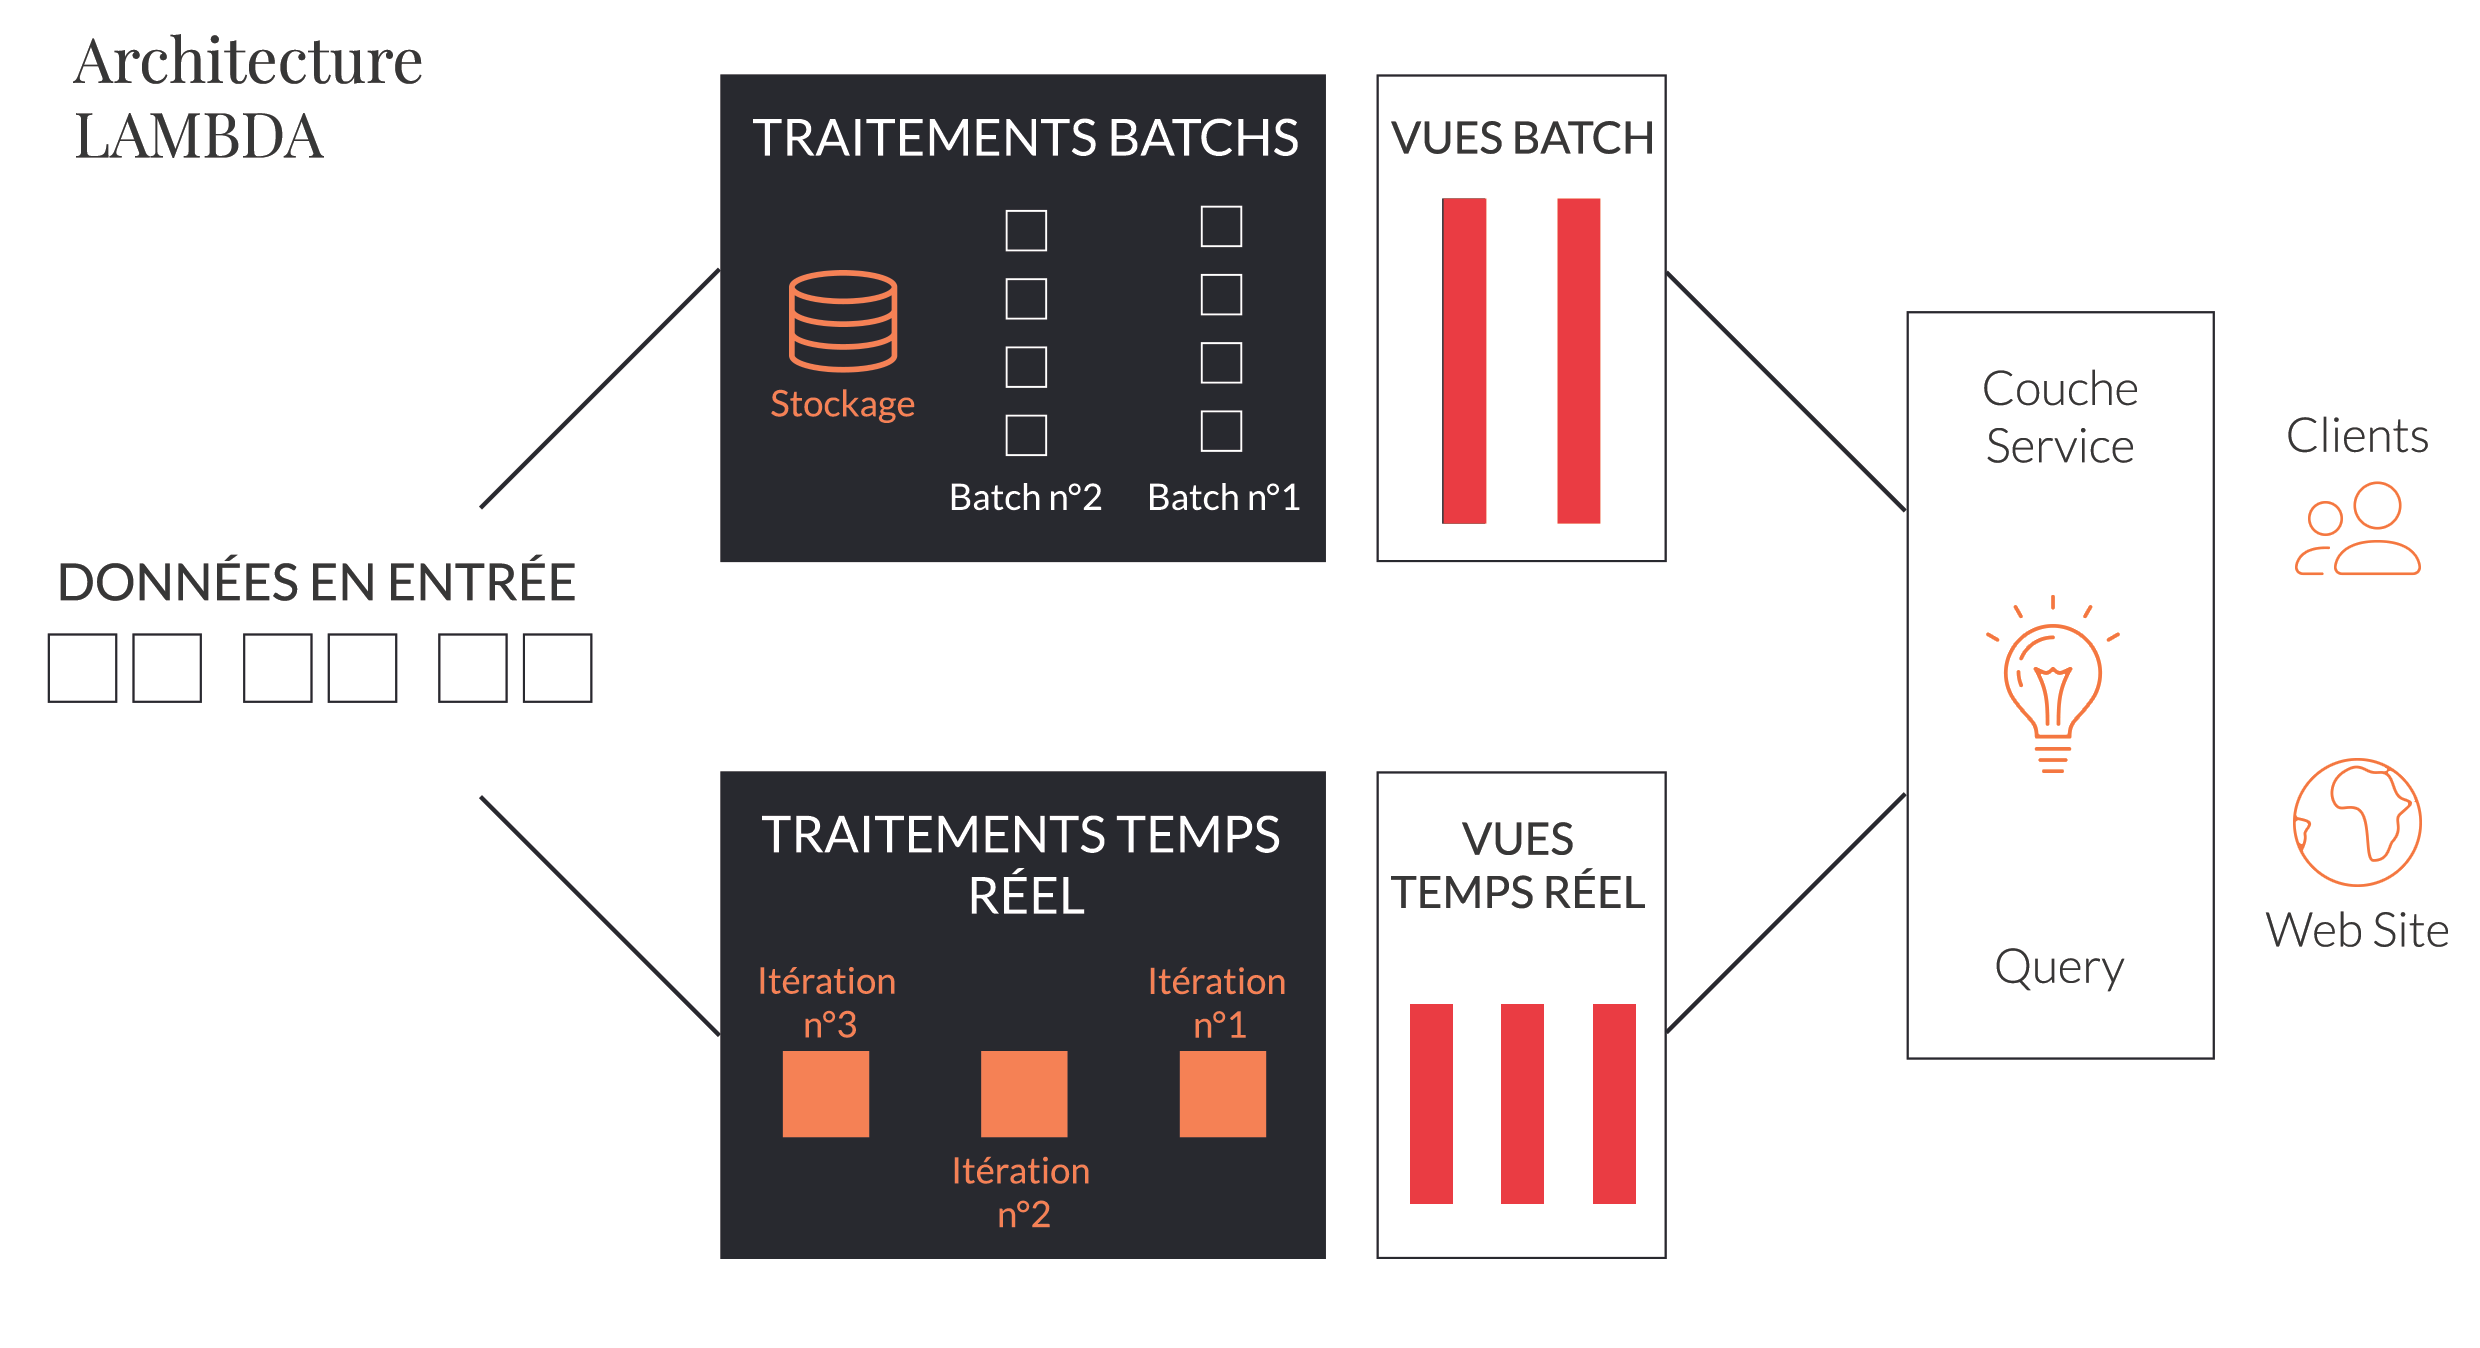 Architecture
LAMBDA
DONNÉES EN ENTRÉE
TRAITEMENTS BATCHS
Stockage
Batch n°2
Batch n°1
VUES BATCH
TRAITEMENTS TEMPS
RÉEL
Itération
n°3
Itération
n°2
Itération
n°1
VUES
TEMPS RÉEL
Couche
Service
Query
Clients
Web Site